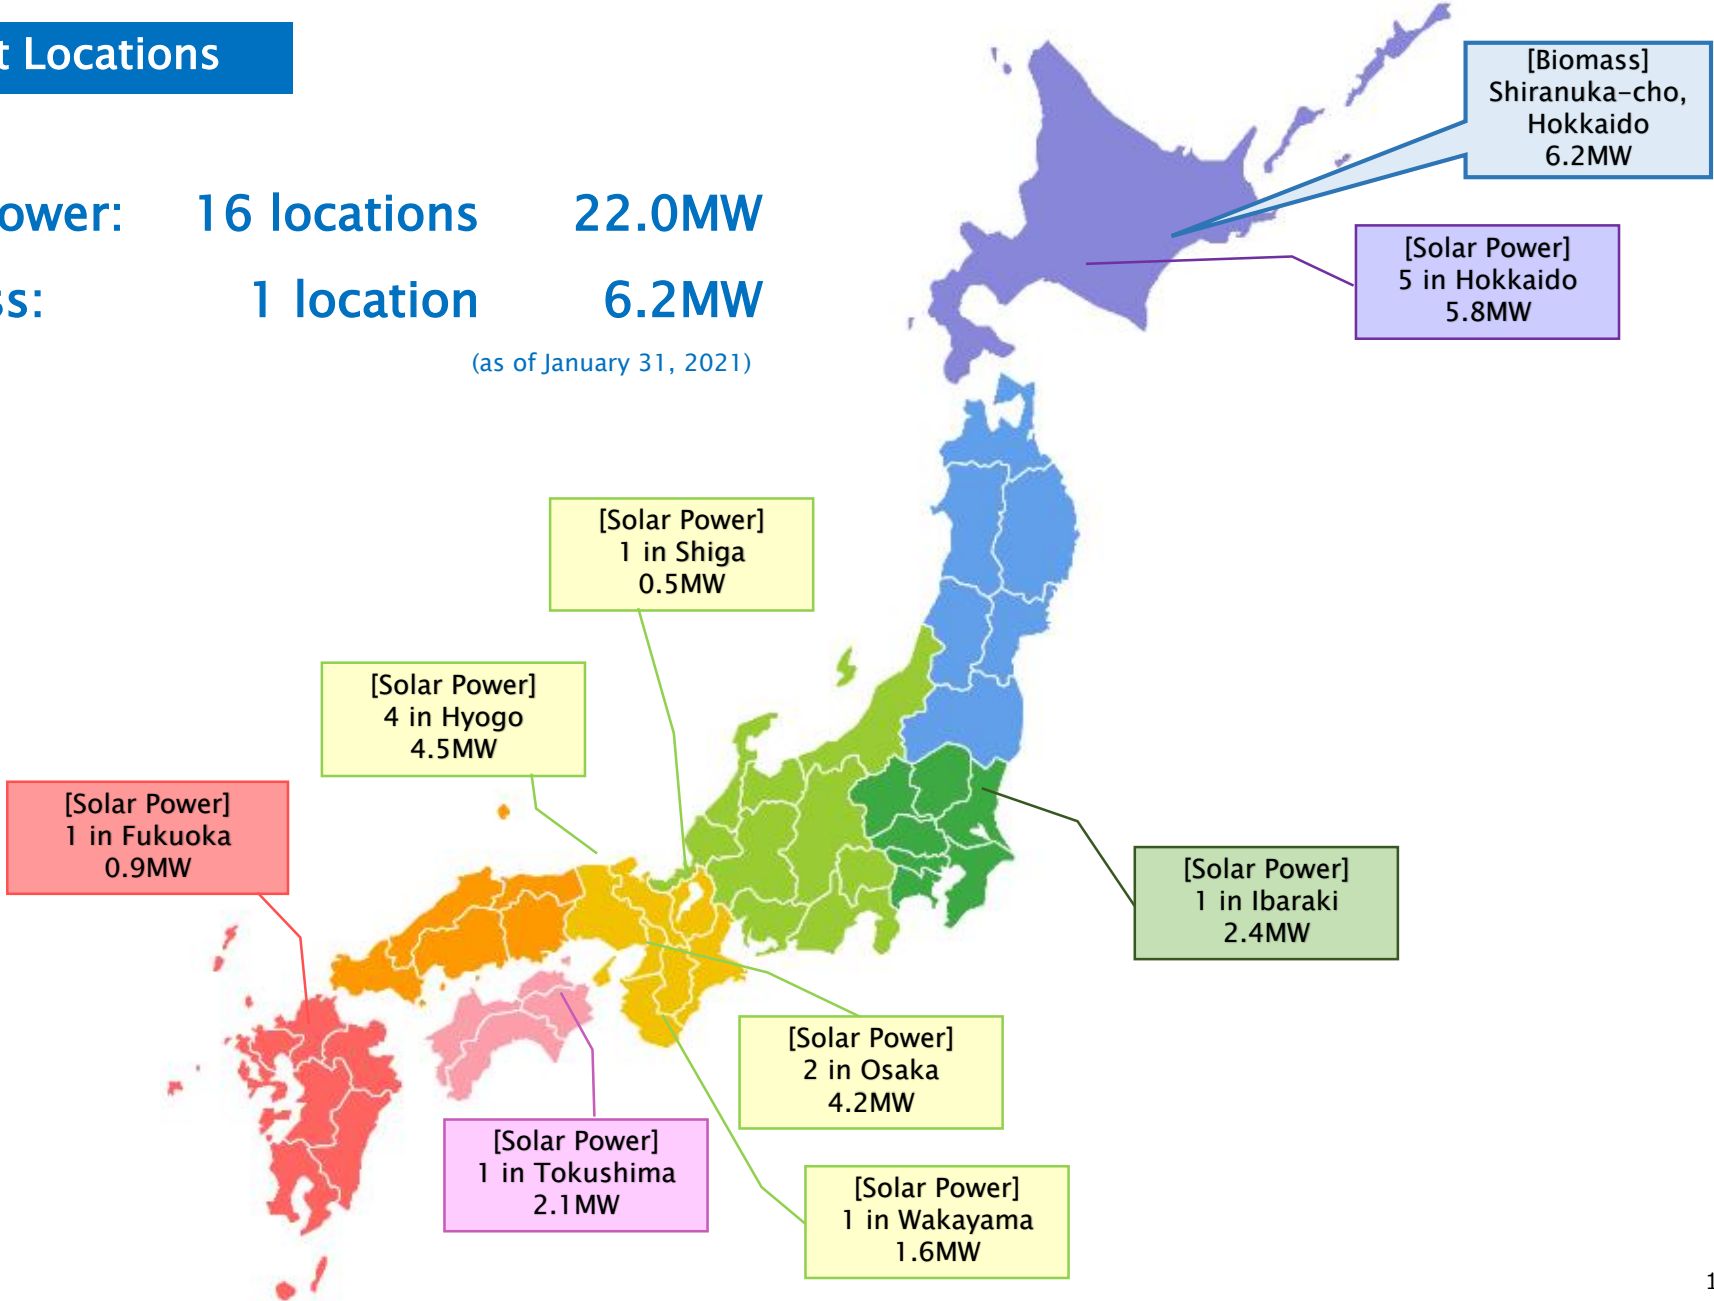 t Locations
ower: 16 locations 22.0MW
ss: 1 location 6.2MW
(as of January 31, 2021)
[Biomass]
Shiranuka-cho,
Hokkaido
6.2MW
[Solar Power]
5 in Hokkaido
5.8MW
[Solar Power]
1 in Shiga
0.5MW
[Solar Power]
4 in Hyogo
4.5MW
[Solar Power]
1 in Fukuoka
0.9MW
[Solar Power]
1 in Ibaraki
2.4MW
[Solar Power]
2 in Osaka
4.2MW
[Solar Power]
1 in Tokushima
2.1MW
[Solar Power]
1 in Wakayama
1.6MW
1